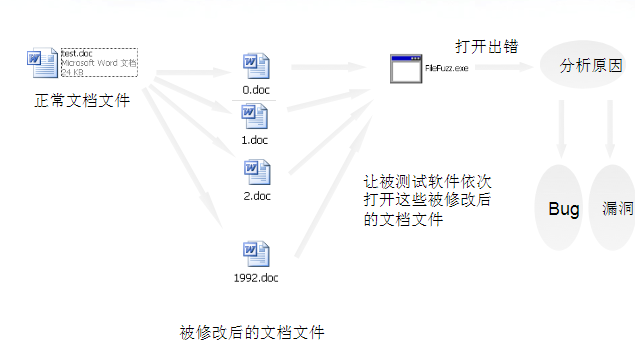 test.doc
Microsoft Word 文档
24 KB
正常文档文件
0.doc
1.doc
2.doc
1992.doc
被修改后的文档文件
FileFuzz.exe
让被测试软件依次
打开这些被修改后
的文档文件
打开出错
分析原因
Bug
漏洞